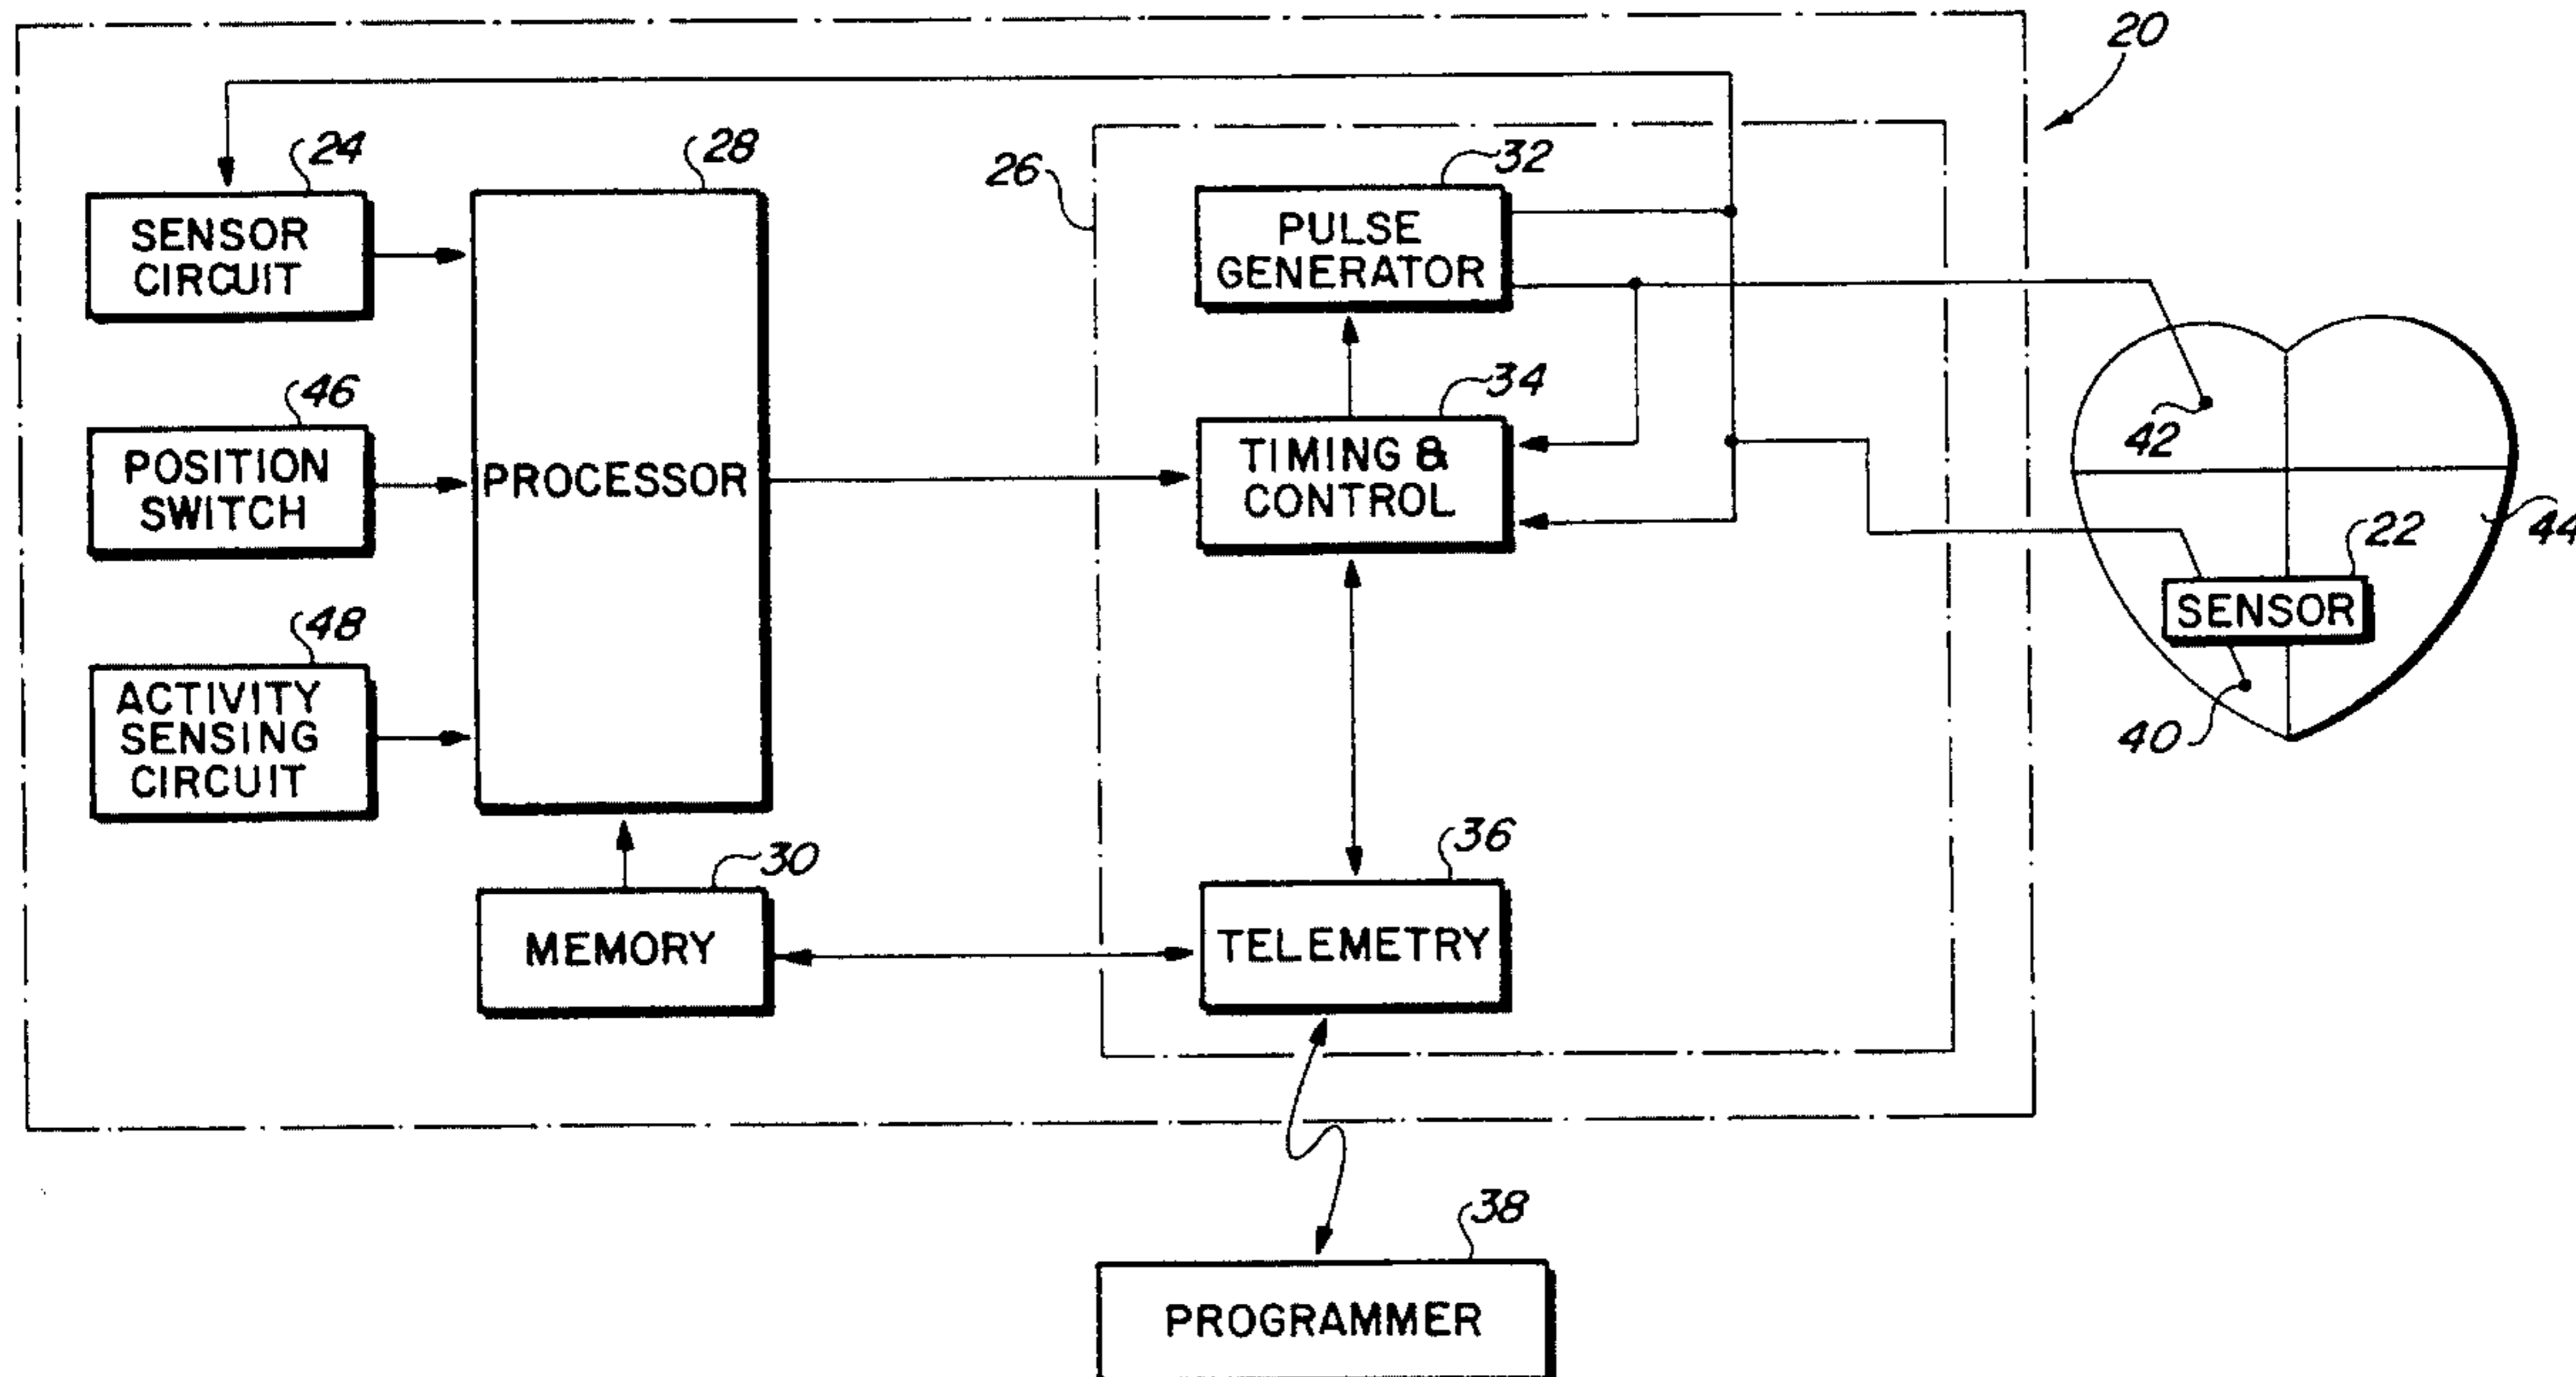 20
24
28
32
26
SENSOR
CIRCUIT
PULSE
GENERATOR
46
34
42
POSITION
SWITCH
PROCESSOR
TIMING &
CONTROL
22
44
SENSOR
48
ACTIVITY
SENSING
CIRCUIT
40
30
36
MEMORY
TELEMETRY
38
PROGRAMMER